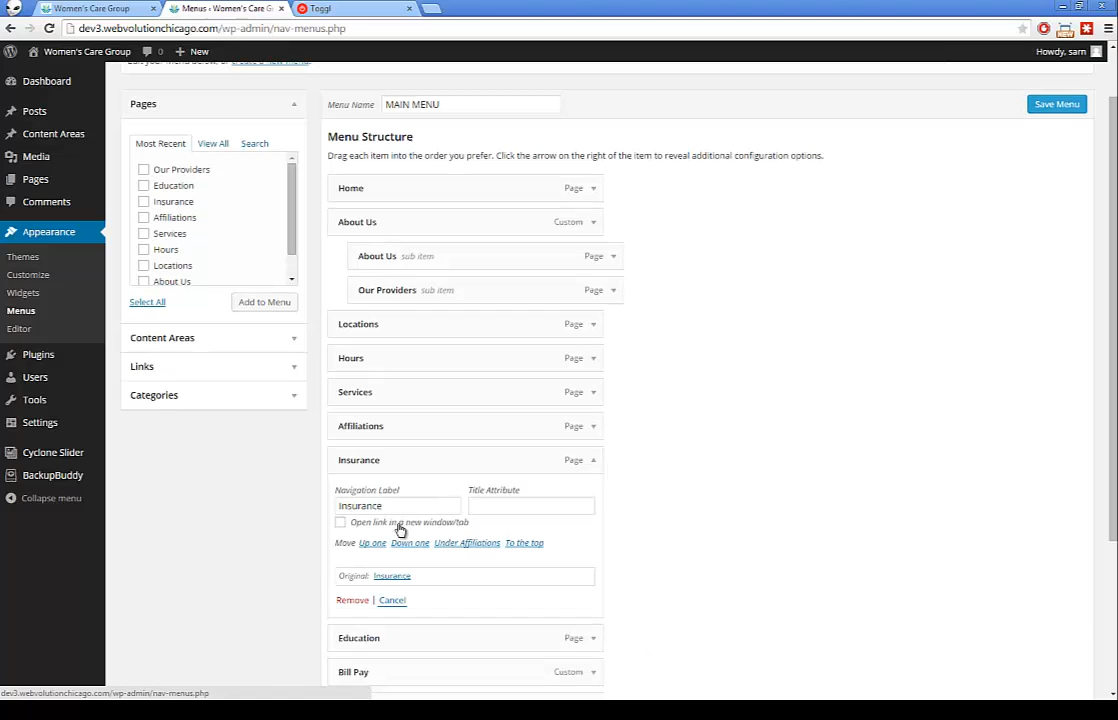 Women's Care Group
Menus ‹ Women's Care G
Toggl
dev3.webvolutionchicago.com/wp-admin/nav-menus.php
NEW
Women's Care Group 0 + New
Howdy, sam
Dashboard
Posts
Content Areas
Media
Pages
Comments
Appearance
Themes
Customize
Widgets
Menus
Editor
Plugins
Users
Tools
Settings
Cyclone Slider
BackupBuddy
Collapse menu
Pages
Most Recent View All Search
Our Providers
Education
Insurance
Affiliations
Services
Hours
Locations
About Us
Select All Add to Menu
Content Areas
Links
Categories
Menu Name MAIN MENU Save Menu
Menu Structure
Drag each item into the order you prefer. Click the arrow on the right of the item to reveal additional configuration options.
Home Page
About Us Custom
About Us sub item Page
Our Providers sub item Page
Locations Page
Hours Page
Services Page
Affiliations Page
Insurance Page
Navigation Label Title Attribute
Insurance
Open link in a new window/tab
Move Up one Down one Under Affiliations To the top
Original: Insurance
Remove | Cancel
Education Page
Bill Pay Custom
dev3.webvolutionchicago.com/wp-admin/nav-menus.php